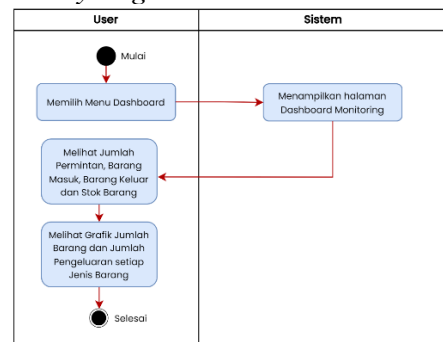 User
Sistem
Mulai
Memilih Menu Dashboard
Menampilkan halaman
Dashboard Monitoring
Melihat Jumlah
Permintan, Barang
Masuk, Barang Keluar
dan Stok Barang
Melihat Grafik Jumlah
Barang dan Jumlah
Pengeluaran setiap
Jenis Barang
Selesai